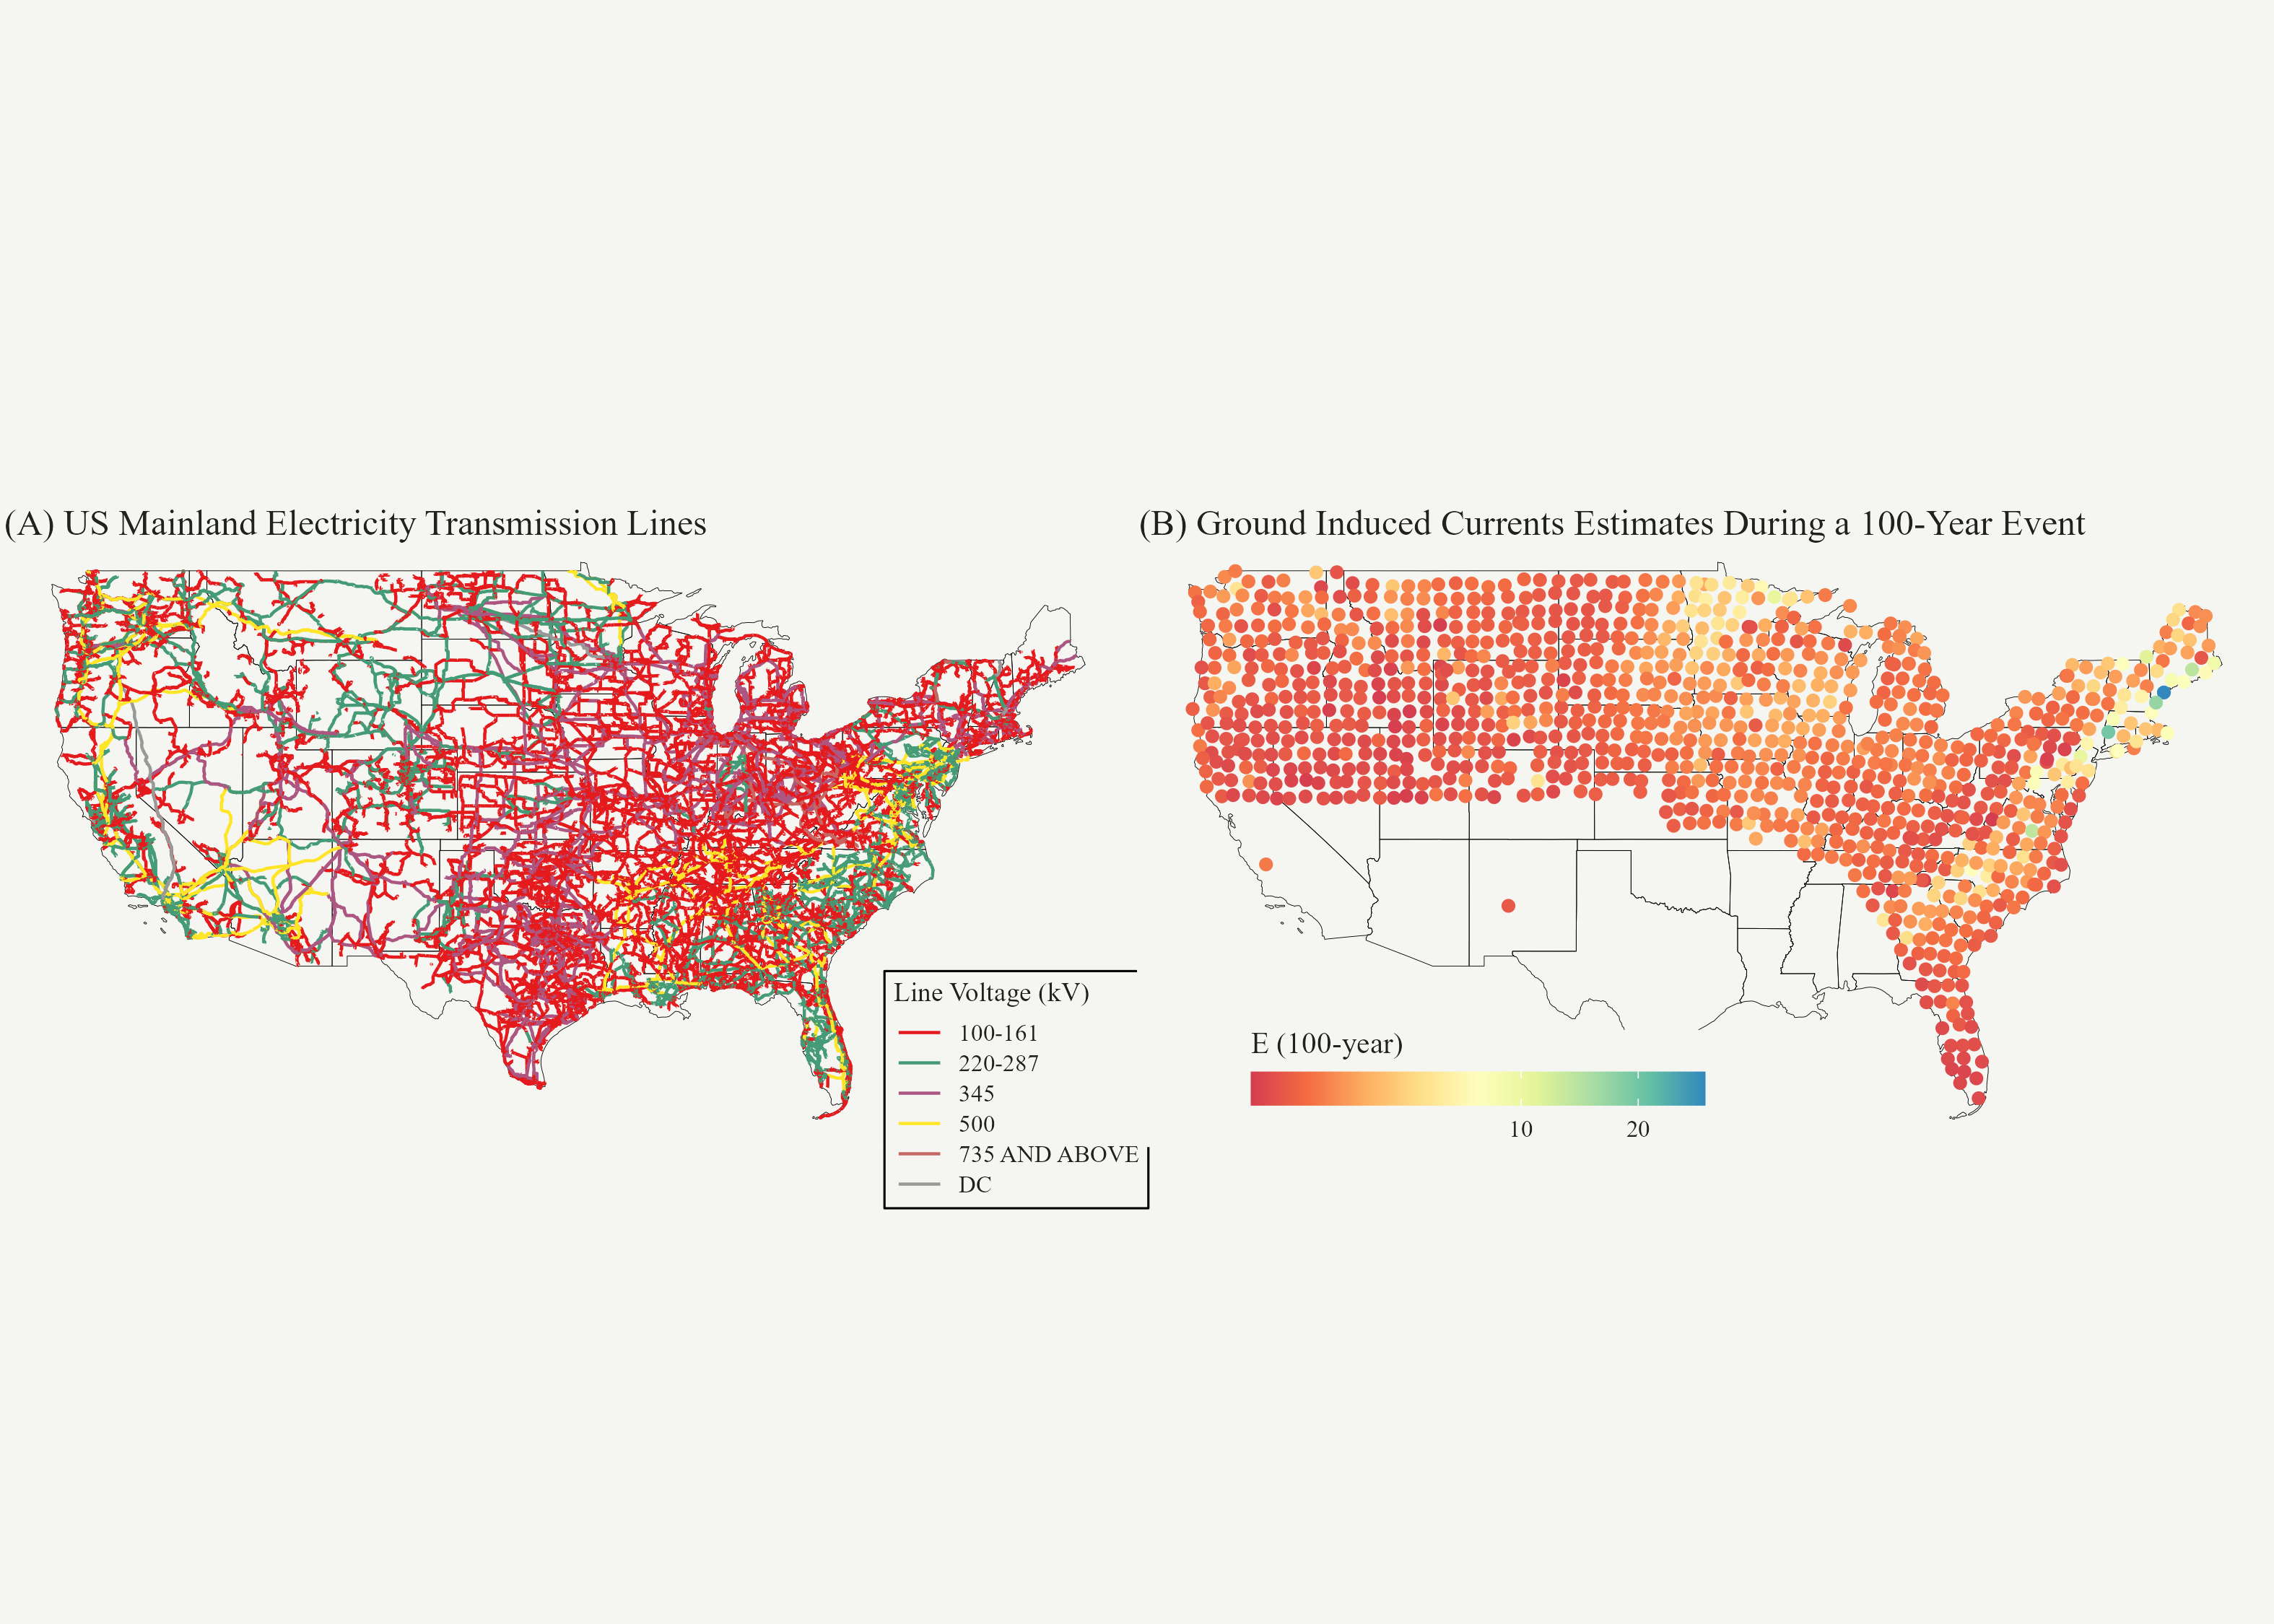 (A) US Mainland Electricity Transmission Lines
(B) Ground Induced Currents Estimates During a 100-Year Event
Line Voltage (kV)
100-161
220-287
345
500
735 AND ABOVE
DC
E (100-year)
10 20